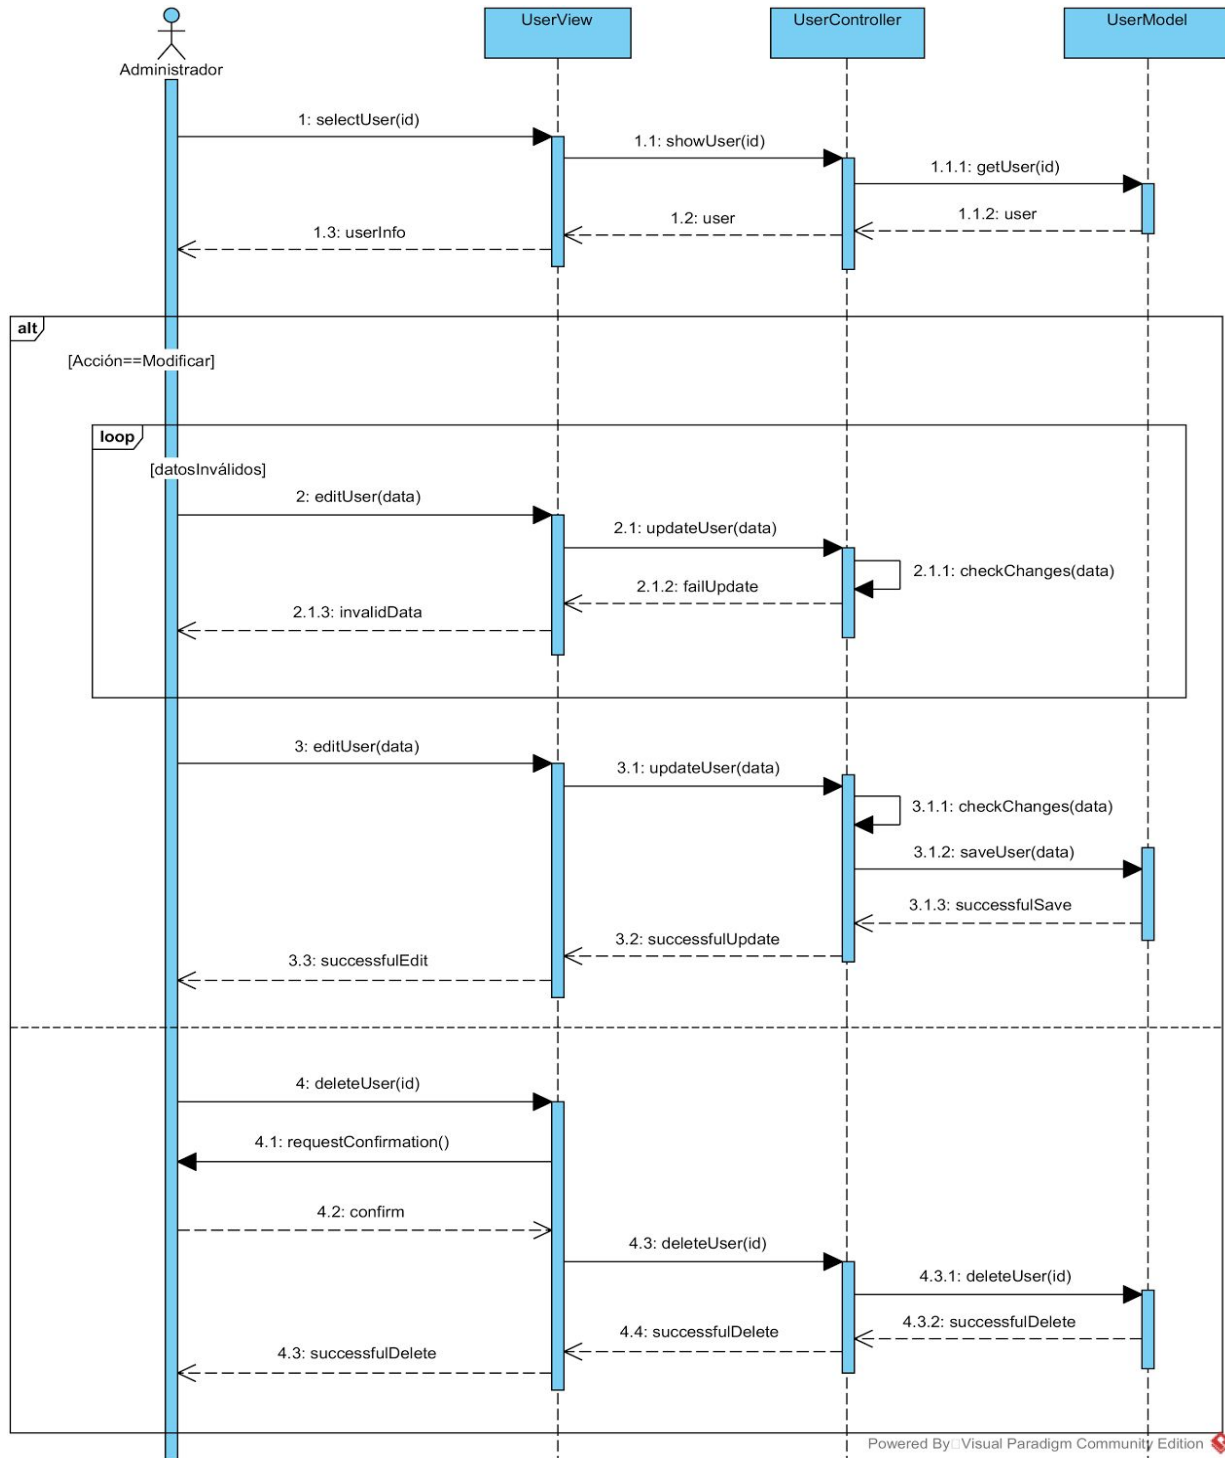 UserView
UserController
UserModel
Administrador
1: selectUser(id)
1.1: showUser(id)
1.1.1: getUser(id)
1.1.2: user
1.2: user
1.3: userInfo
alt
[Acción==Modificar]
loop
[datosInválidos]
2: editUser(data)
2.1: updateUser(data)
2.1.1: checkChanges(data)
2.1.2: failUpdate
2.1.3: invalidData
3: editUser(data)
3.1: updateUser(data)
3.1.1: checkChanges(data)
3.1.2: saveUser(data)
3.1.3: successfulSave
3.2: successfulUpdate
3.3: successfulEdit
4: deleteUser(id)
4.1: requestConfirmation()
4.2: confirm
4.3: deleteUser(id)
4.3.1: deleteUser(id)
4.3.2: successfulDelete
4.4: successfulDelete
4.3: successfulDelete
Powered By Visual Paradigm Community Edition